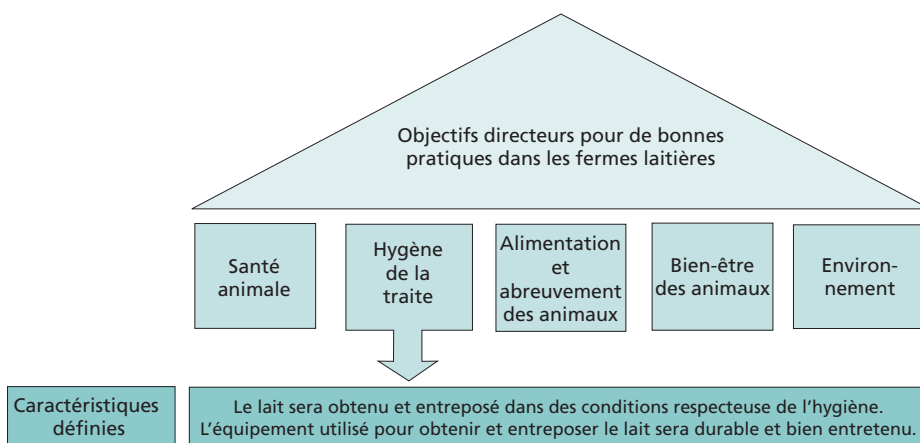 Objectifs directeurs pour de bonnes
pratiques dans les fermes laitières
Santé
animale
Hygène
de la
traite
Alimentation
et
abreuvement
des animaux
Bien-être
des animaux
Environ-
nement
Caractéristiques
définies
Le lait sera obtenu et entreposé dans des conditions respecteuse de l’hygiène.
L’équipement utilisé pour obtenir et entreposer le lait sera durable et bien entretenu.